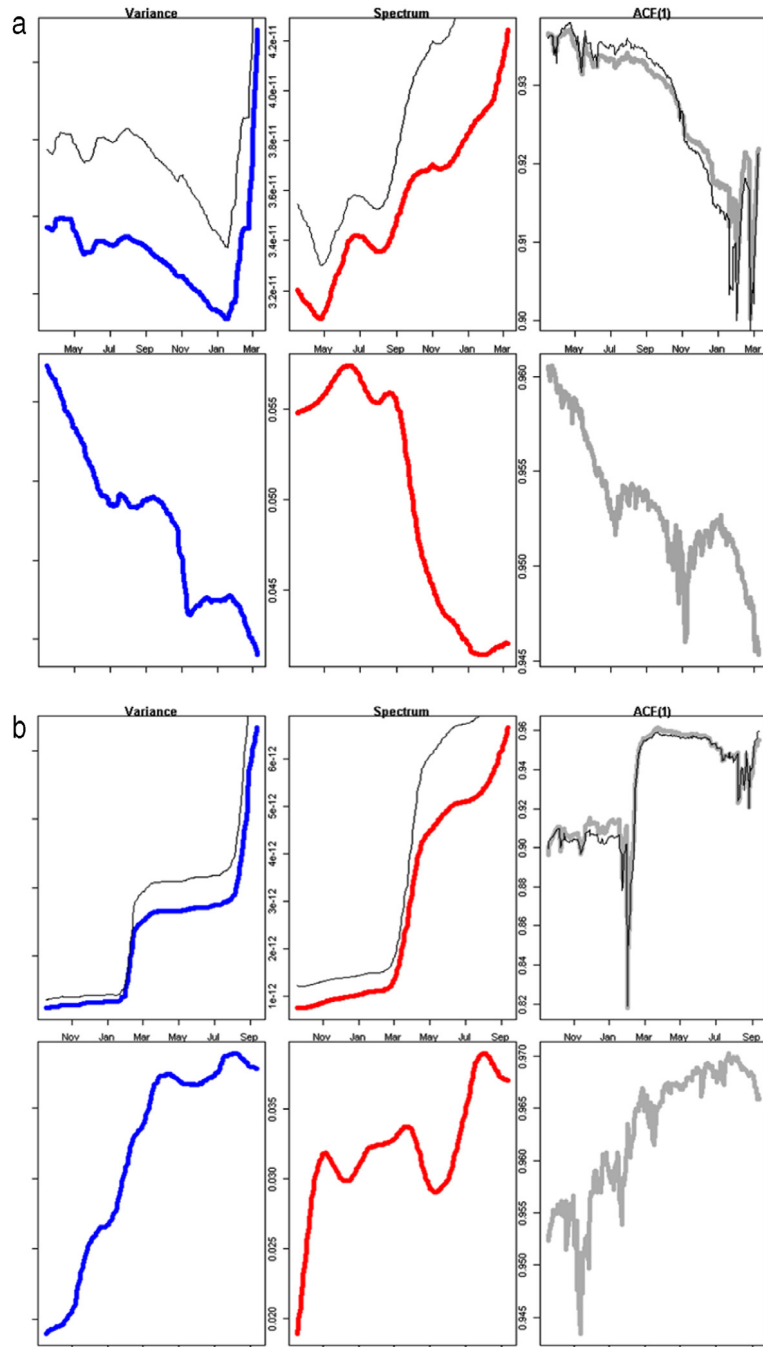 a
Variance
Spectrum
ACF(1)
4.2e-11
4.0e-11
3.8e-11
3.6e-11
3.4e-11
3.2e-11
0.93
0.92
0.91
0.90
May Jul Sep Nov Jan Mar
May Jul Sep Nov Jan Mar
May Jul Sep Nov Jan Mar
0.055
0.050
0.045
0.960
0.955
0.950
0.945
b
Variance
Spectrum
ACF(1)
6e-12
5e-12
4e-12
3e-12
2e-12
1e-12
0.96
0.94
0.92
0.90
0.88
0.86
0.84
0.82
Nov Jan Mar May Jul Sep
Nov Jan Mar May Jul Sep
Nov Jan Mar May Jul Sep
0.035
0.030
0.025
0.020
0.970
0.965
0.960
0.955
0.950
0.945